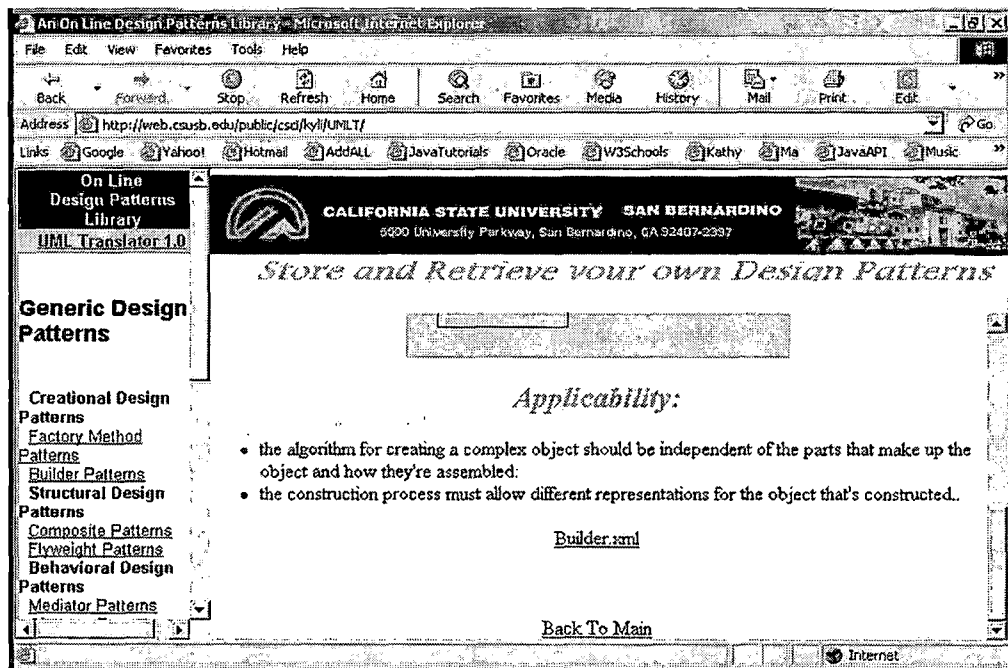 An On Line Design Patterns Library - Microsoft Internet Explorer
File Edit View Favorites Tools Help
Back Forward Stop Refresh Home Search Favorites Media History Mail Print Edit
Address http://web.csusb.edu/public/csci/kyli/UMLT/ Go
Links Google Yahoo! Hotmail AddALL JavaTutorials Oracle W3Schools Kathy Ma JavaAPI Music
On Line
Design Patterns
Library
UML Translator 1.0
Generic Design
Patterns
Creational Design
Patterns
Factory Method
Patterns
Builder Patterns
Structural Design
Patterns
Composite Patterns
Flyweight Patterns
Behavioral Design
Patterns
Mediator Patterns
CALIFORNIA STATE UNIVERSITY SAN BERNARDINO
5500 University Parkway, San Bernardino, CA 92407-2397
Store and Retrieve your own Design Patterns
Applicability:
• the algorithm for creating a complex object should be independent of the parts that make up the
object and how they're assembled:
• the construction process must allow different representations for the object that's constructed..
Builder.xml
Back To Main
Internet